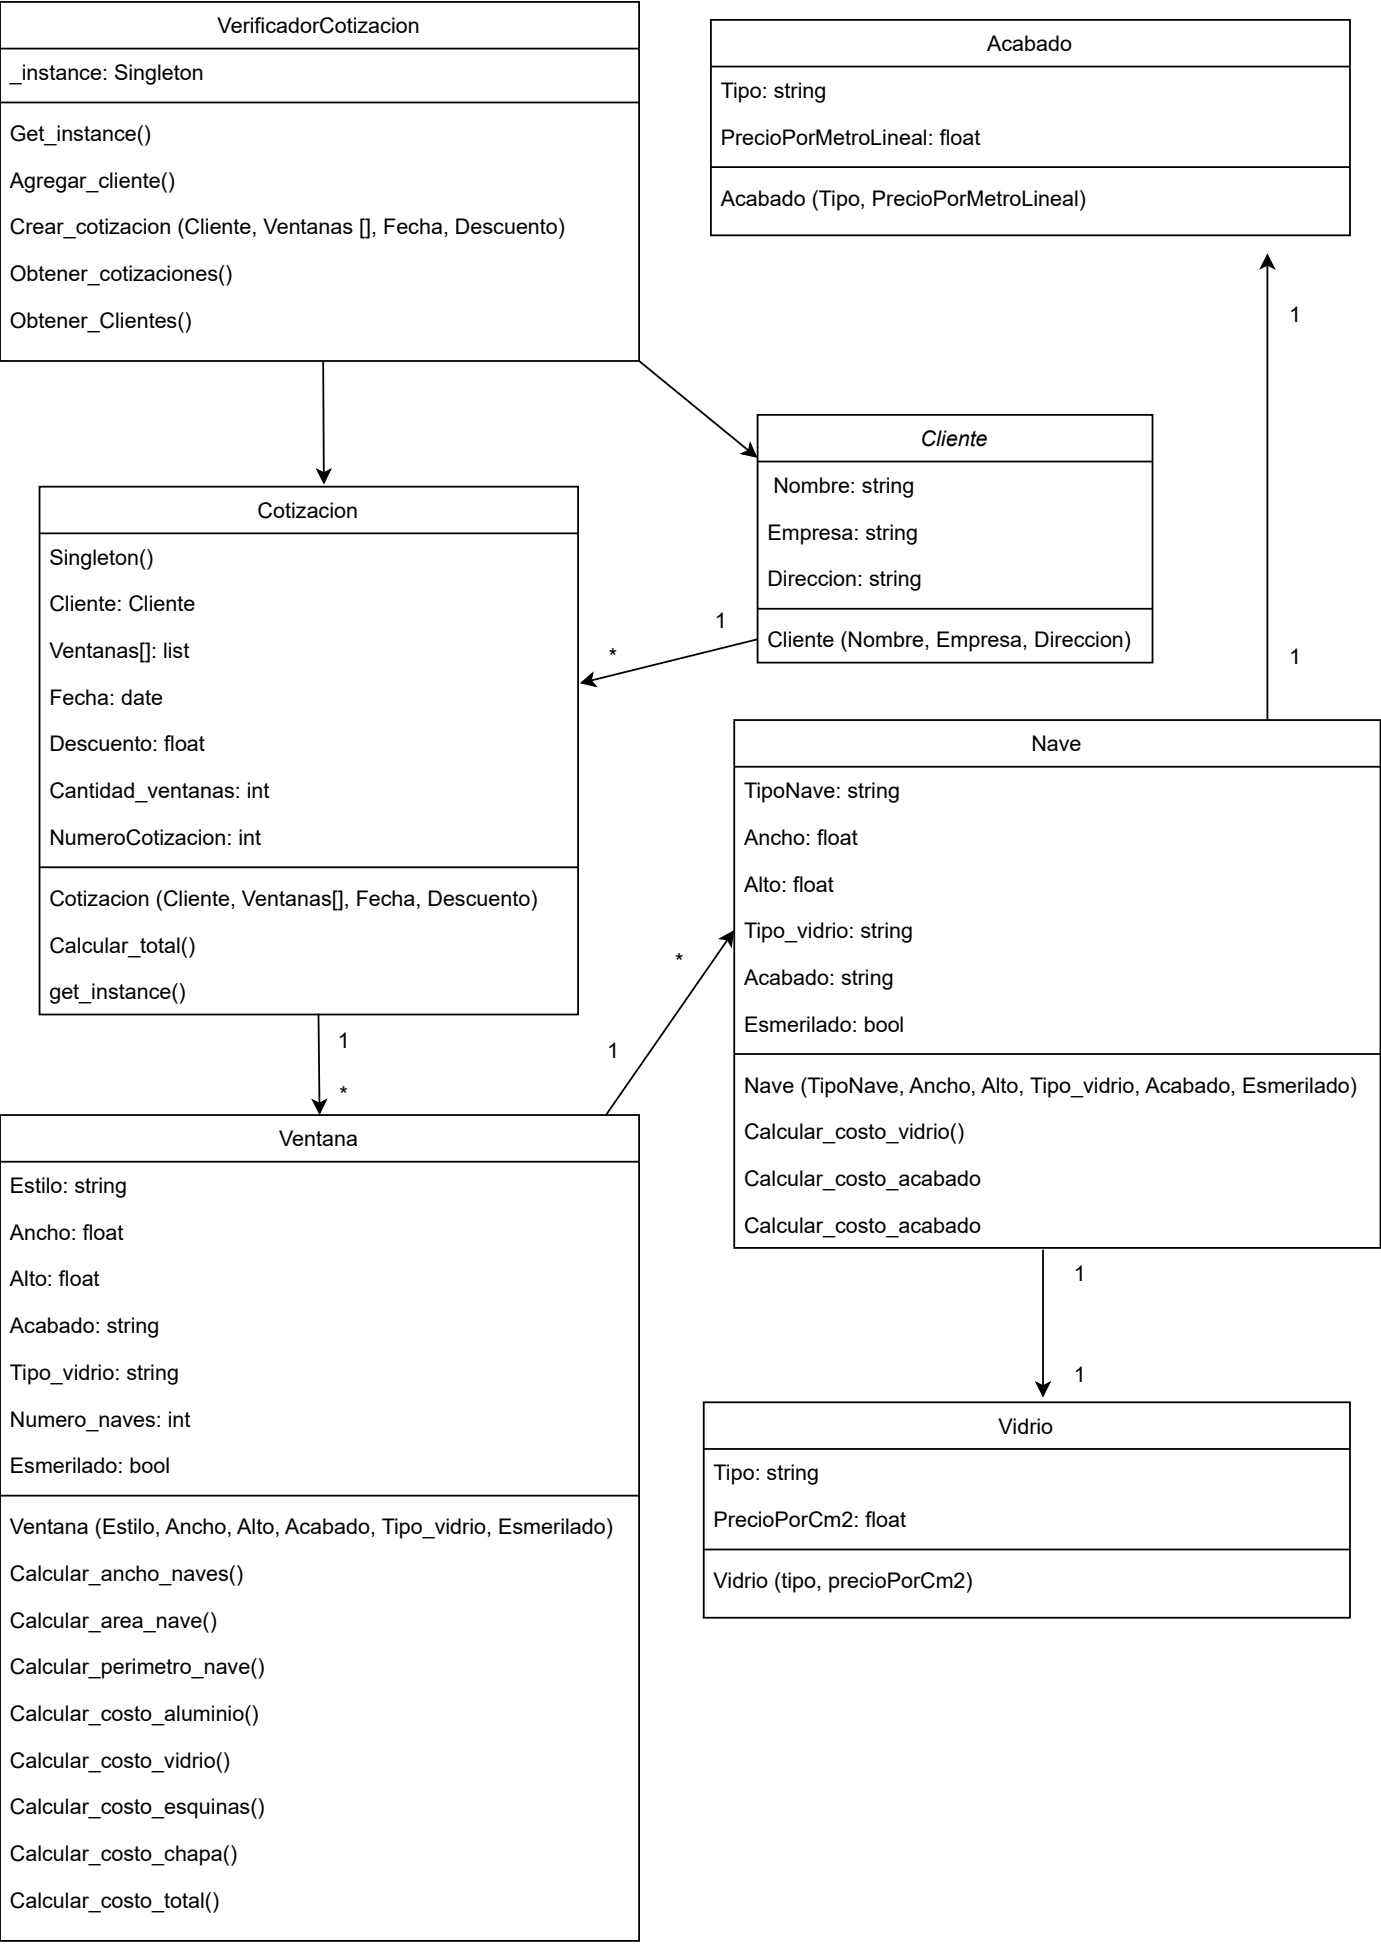 VerificadorCotizacion
_instance: Singleton
Get_instance()
Agregar_cliente()
Crear_cotizacion (Cliente, Ventanas [], Fecha, Descuento)
Obtener_cotizaciones()
Obtener_Clientes()
Acabado
Tipo: string
PrecioPorMetroLineal: float
Acabado (Tipo, PrecioPorMetroLineal)
1
1
Cliente
Nombre: string
Empresa: string
Direccion: string
Cliente (Nombre, Empresa, Direccion)
1
*
Cotizacion
Singleton()
Cliente: Cliente
Ventanas[]: list
Fecha: date
Descuento: float
Cantidad_ventanas: int
NumeroCotizacion: int
Cotizacion (Cliente, Ventanas[], Fecha, Descuento)
Calcular_total()
get_instance()
1
*
Nave
TipoNave: string
Ancho: float
Alto: float
Tipo_vidrio: string
Acabado: string
Esmerilado: bool
Nave (TipoNave, Ancho, Alto, Tipo_vidrio, Acabado, Esmerilado)
Calcular_costo_vidrio()
Calcular_costo_acabado
Calcular_costo_acabado
*
1
1
1
Ventana
Estilo: string
Ancho: float
Alto: float
Acabado: string
Tipo_vidrio: string
Numero_naves: int
Esmerilado: bool
Ventana (Estilo, Ancho, Alto, Acabado, Tipo_vidrio, Esmerilado)
Calcular_ancho_naves()
Calcular_area_nave()
Calcular_perimetro_nave()
Calcular_costo_aluminio()
Calcular_costo_vidrio()
Calcular_costo_esquinas()
Calcular_costo_chapa()
Calcular_costo_total()
Vidrio
Tipo: string
PrecioPorCm2: float
Vidrio (tipo, precioPorCm2)